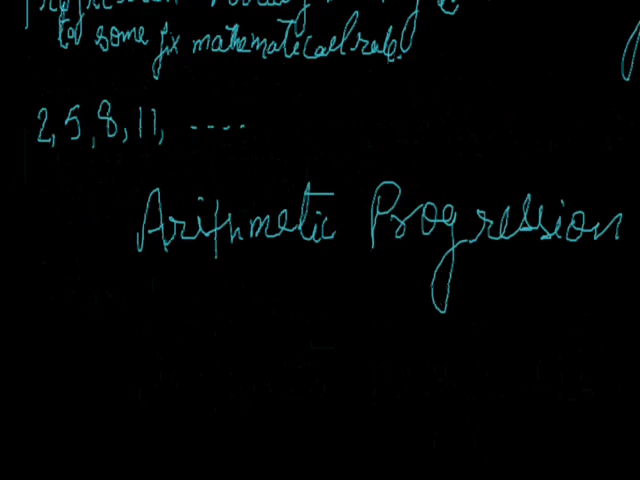 to some fix mathematical rule.
2, 5, 8, 11, ....
Arithmetic Progression